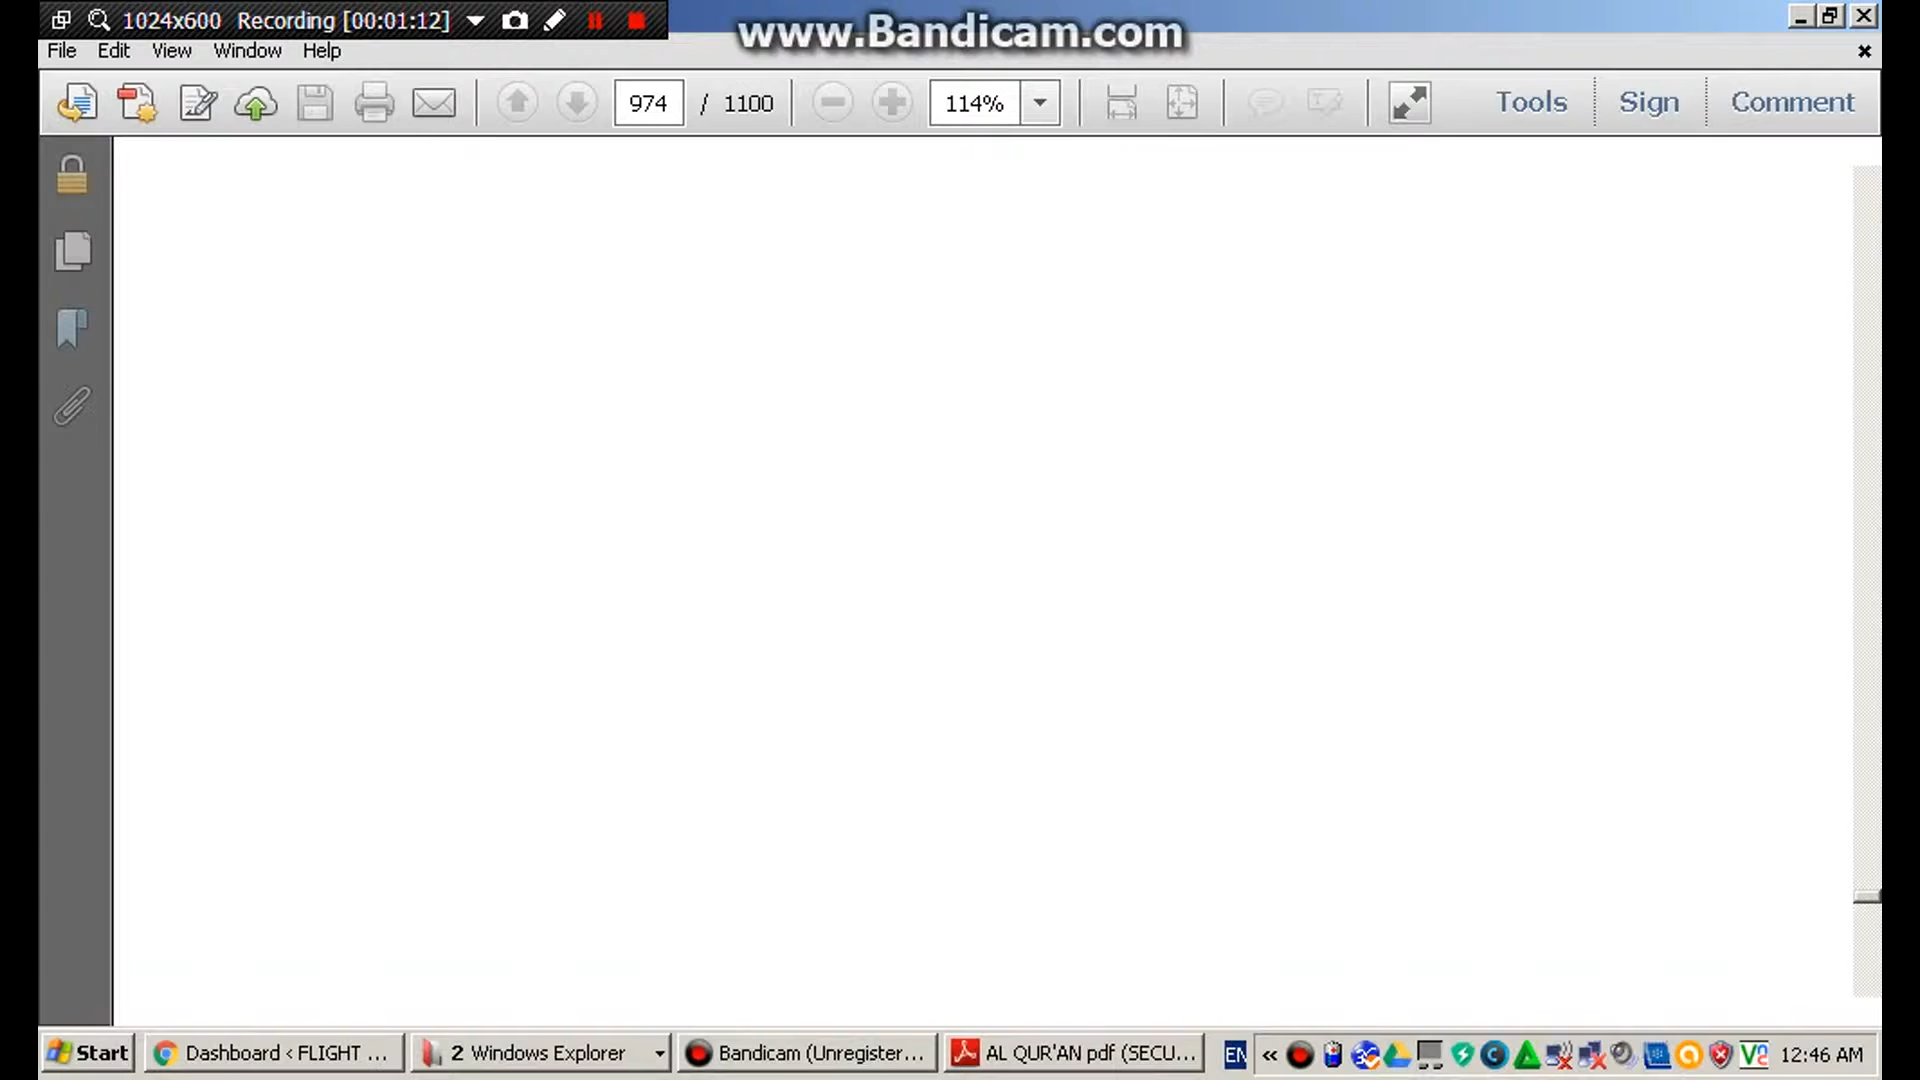 1024x600 Recording [00:01:12]
www.Bandicam.com
File Edit View Window Help
974 / 1100 114% Tools Sign Comment
Start Dashboard < FLIGHT ... 2 Windows Explorer Bandicam (Unregister... AL QUR'AN pdf (SECU... EN 12:46 AM